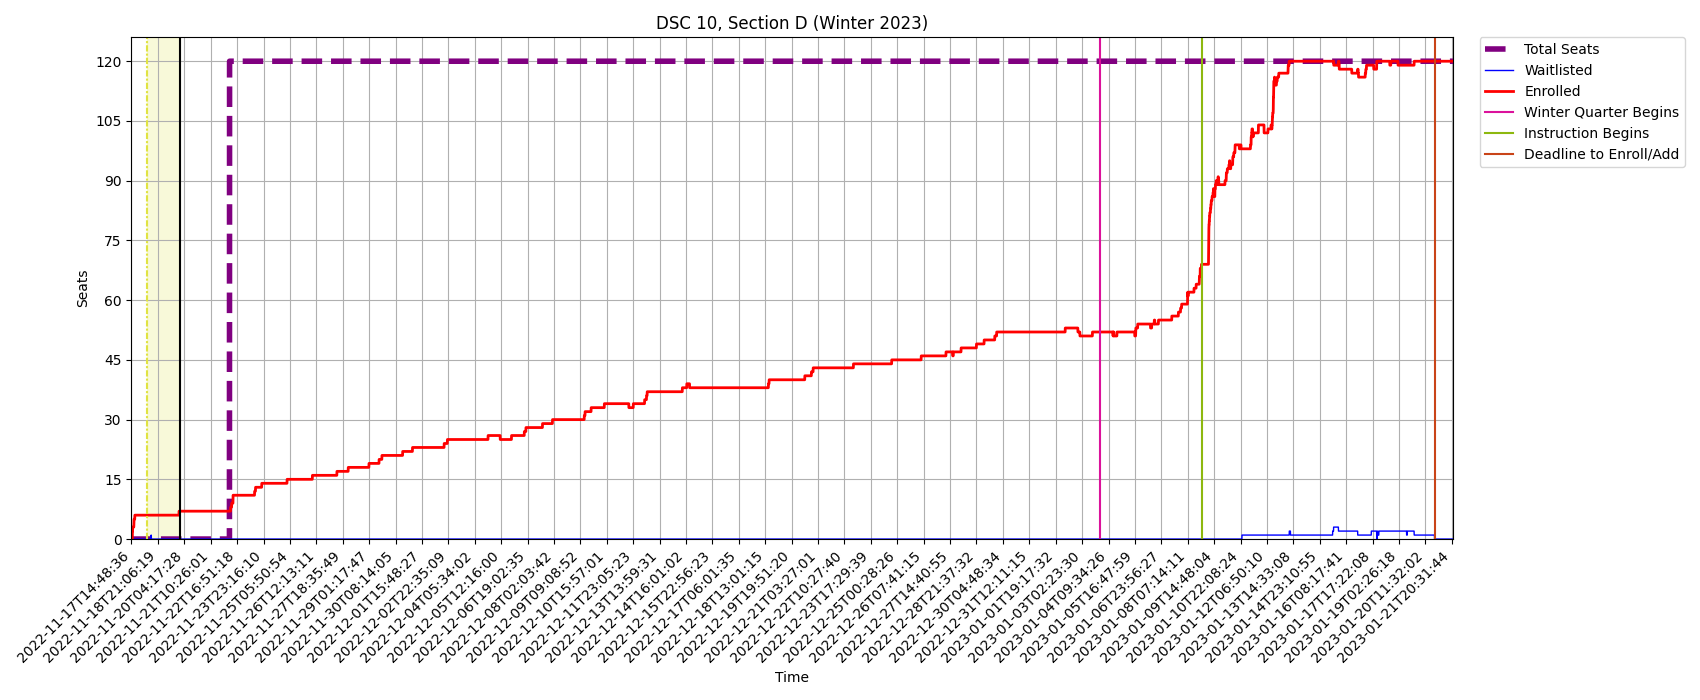 DSC 10, Section D (Winter 2023)
Seats
120
105
90
75
60
45
30
15
0
2022-11-17T14:48:36
2022-11-18T21:06:19
2022-11-20T04:17:28
2022-11-21T10:26:01
2022-11-22T16:51:18
2022-11-23T23:16:10
2022-11-25T05:50:54
2022-11-26T12:13:11
2022-11-27T18:35:49
2022-11-29T01:17:47
2022-11-30T08:14:05
2022-12-01T15:48:27
2022-12-02T22:35:09
2022-12-04T05:34:02
2022-12-05T12:16:00
2022-12-06T19:02:35
2022-12-08T02:03:42
2022-12-09T09:08:52
2022-12-10T15:57:01
2022-12-11T23:05:23
2022-12-13T13:59:31
2022-12-14T16:01:02
2022-12-15T22:56:23
2022-12-17T06:01:35
2022-12-18T13:01:15
2022-12-19T19:51:20
2022-12-21T03:27:01
2022-12-22T10:27:40
2022-12-23T17:29:39
2022-12-25T00:28:26
2022-12-26T07:41:15
2022-12-27T14:40:55
2022-12-28T21:37:32
2022-12-30T04:48:34
2022-12-31T12:11:15
2023-01-01T19:17:32
2023-01-03T02:23:30
2023-01-04T09:34:26
2023-01-05T16:47:59
2023-01-06T23:56:27
2023-01-08T07:14:11
2023-01-09T14:48:04
2023-01-10T22:08:24
2023-01-12T06:50:10
2023-01-13T14:33:08
2023-01-14T23:10:55
2023-01-16T08:17:41
2023-01-17T17:22:08
2023-01-19T02:26:18
2023-01-20T11:32:02
2023-01-21T20:31:44
Time
Total Seats
Waitlisted
Enrolled
Winter Quarter Begins
Instruction Begins
Deadline to Enroll/Add